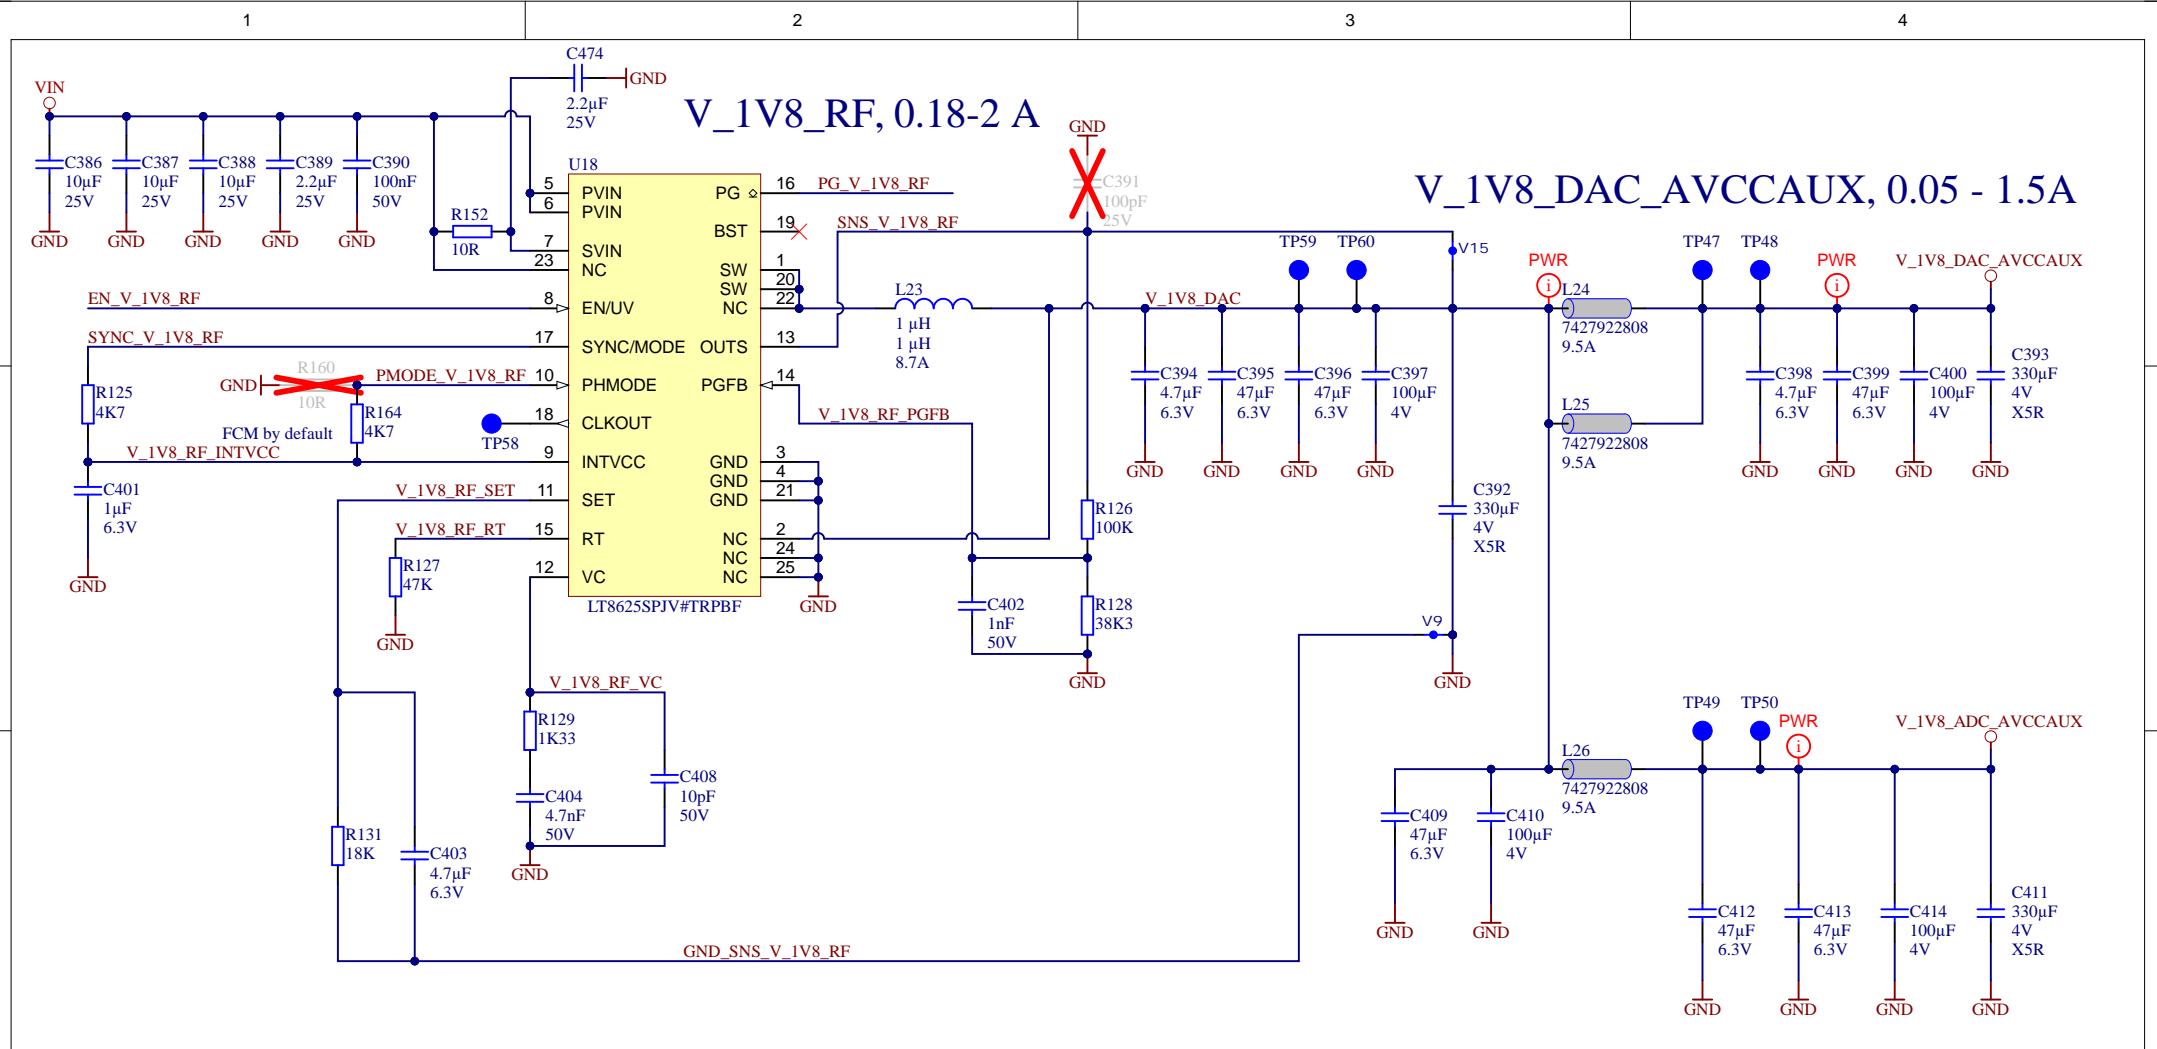 1
2
3
4
VIN
C474
2.2µF
25V
GND
V_1V8_RF, 0.18-2 A
GND
C391
100pF
25V
V_1V8_DAC_AVCCAUX, 0.05 - 1.5A
C386
10µF
25V
GND
C387
10µF
25V
GND
C388
10µF
25V
GND
C389
2.2µF
25V
GND
C390
100nF
50V
GND
R152
10R
U18
5
PVIN
6
PVIN
7
SVIN
23
NC
8
EN/UV
17
SYNC/MODE
10
PHMODE
18
CLKOUT
9
INTVCC
11
SET
15
RT
12
VC
PG
16
BST
19
SW
1
SW
20
NC
22
OUTS
13
PGFB
14
GND
3
GND
4
GND
21
NC
2
NC
24
NC
25
LT8625SPJV#TRPBF
GND
EN_V_1V8_RF
SYNC_V_1V8_RF
R160
GND
10R
PMODE_V_1V8_RF
R125
4K7
R164
4K7
FCM by default
TP58
V_1V8_RF_INTVCC
C401
1µF
6.3V
GND
V_1V8_RF_SET
V_1V8_RF_RT
R127
47K
GND
PG_V_1V8_RF
SNS_V_1V8_RF
L23
1 µH
1 µH
8.7A
V_1V8_RF_PGFB
V_1V8_DAC
TP59
TP60
V15
C394
4.7µF
6.3V
GND
C395
47µF
6.3V
GND
C396
47µF
6.3V
GND
C397
100µF
4V
GND
C392
330µF
4V
X5R
V9
GND
R126
100K
R128
38K3
C402
1nF
50V
GND
PWR
i
L24
7427922808
9.5A
L25
7427922808
9.5A
TP47
TP48
PWR
i
V_1V8_DAC_AVCCAUX
C398
4.7µF
6.3V
GND
C399
47µF
6.3V
GND
C400
100µF
4V
GND
C393
330µF
4V
X5R
GND
V_1V8_RF_VC
R129
1K33
C404
4.7nF
50V
C408
10pF
50V
GND
R131
18K
C403
4.7µF
6.3V
GND_SNS_V_1V8_RF
TP49
TP50
PWR
i
V_1V8_ADC_AVCCAUX
L26
7427922808
9.5A
C409
47µF
6.3V
GND
C410
100µF
4V
GND
C412
47µF
6.3V
GND
C413
47µF
6.3V
GND
C414
100µF
4V
GND
C411
330µF
4V
X5R
GND